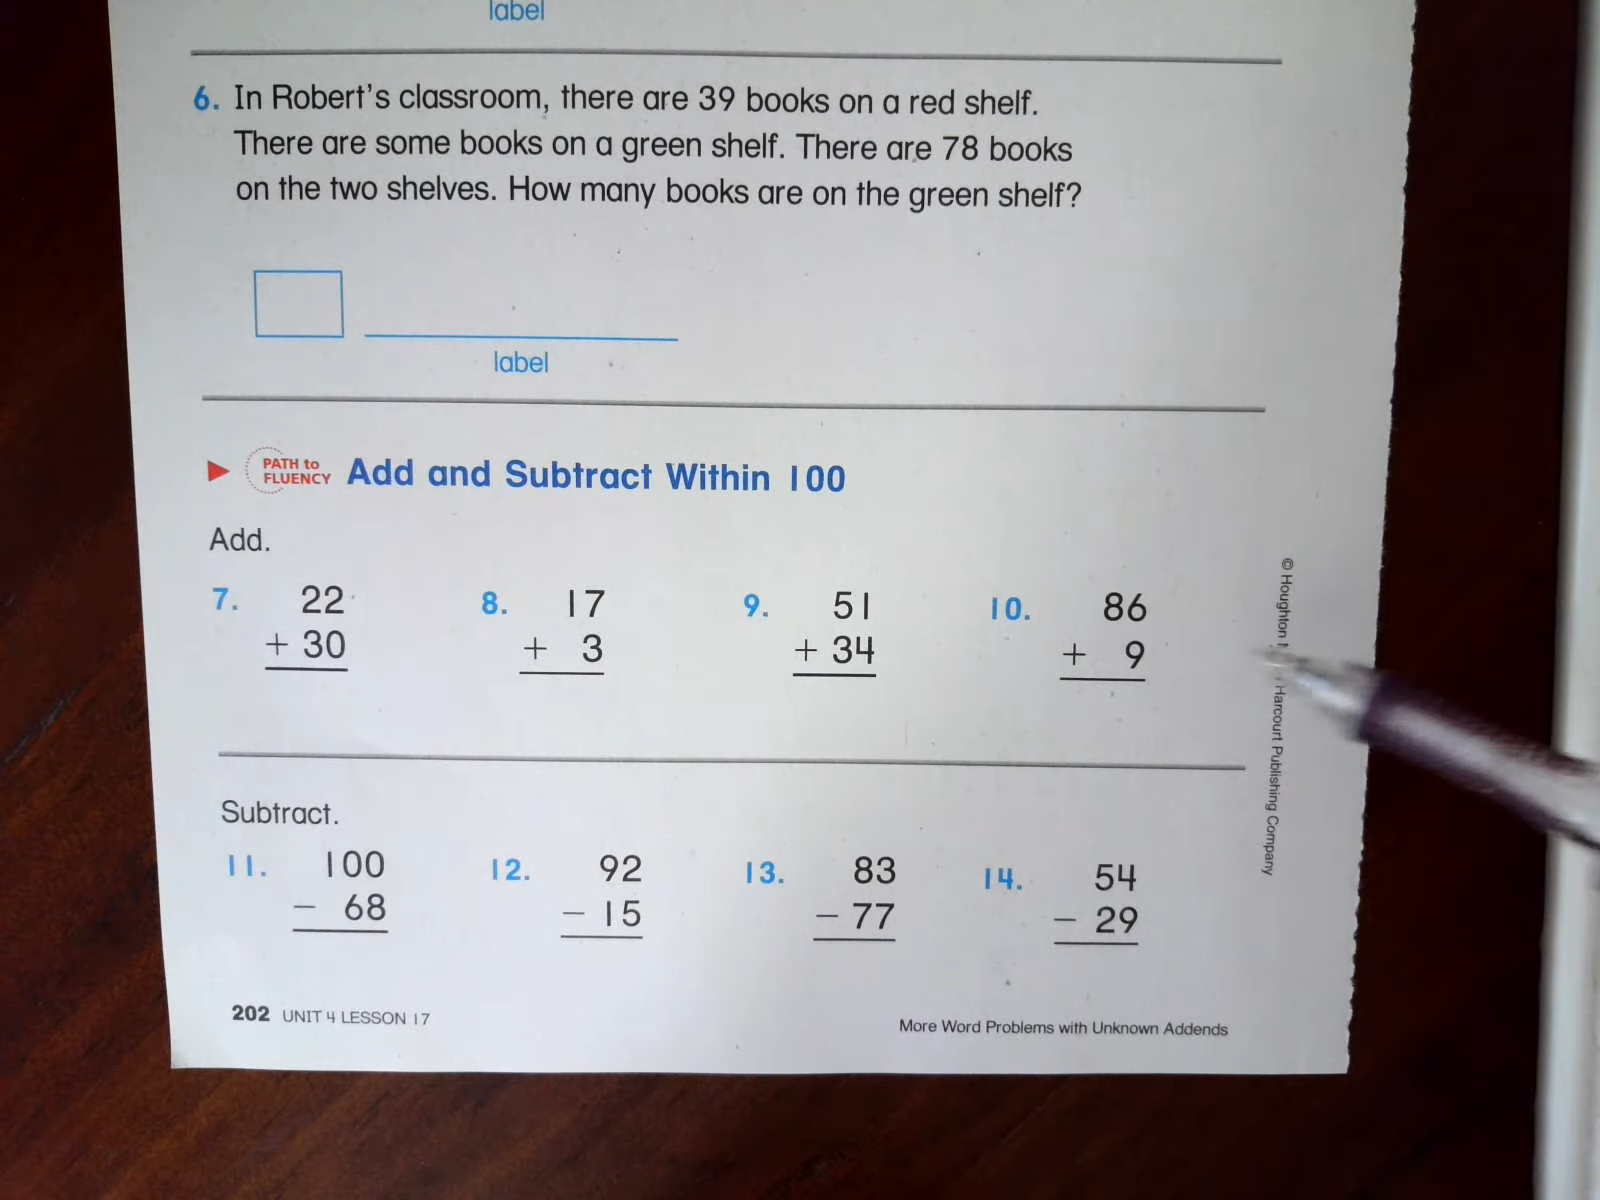 label
6. In Robert's classroom, there are 39 books on a red shelf.
There are some books on a green shelf. There are 78 books
on the two shelves. How many books are on the green shelf?
label
PATH to
FLUENCY
Add and Subtract Within 100
Add.
7. 22
+ 30
8. 17
+ 3
9. 51
+ 34
10. 86
+ 9
Subtract.
11. 100
- 68
12. 92
- 15
13. 83
- 77
14. 54
- 29
202 UNIT 4 LESSON 17
More Word Problems with Unknown Addends
© Houghton Harcourt Publishing Company